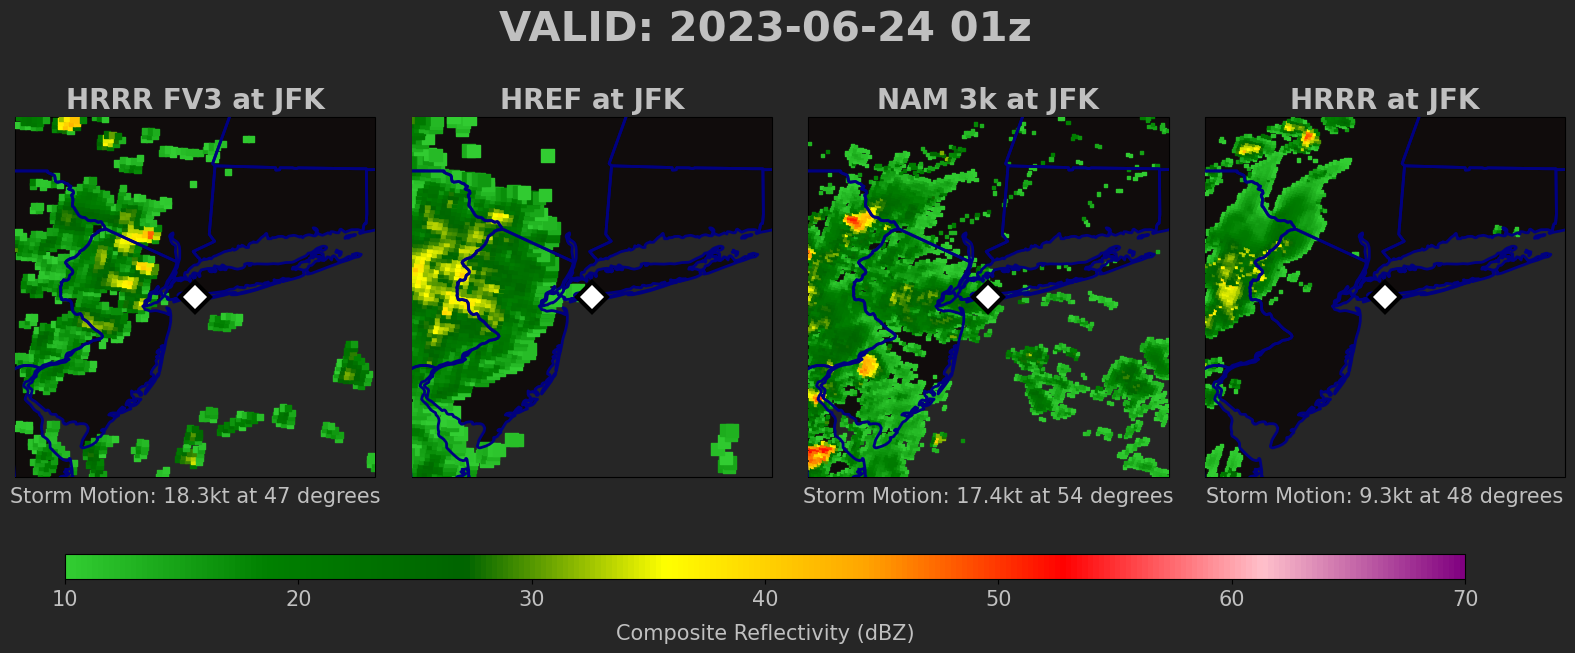 VALID: 2023-06-24 01z
HRRR FV3 at JFK
HREF at JFK
NAM 3k at JFK
HRRR at JFK
Storm Motion: 18.3kt at 47 degrees
Storm Motion: 17.4kt at 54 degrees
Storm Motion: 9.3kt at 48 degrees
10 20 30 40 50 60 70
Composite Reflectivity (dBZ)